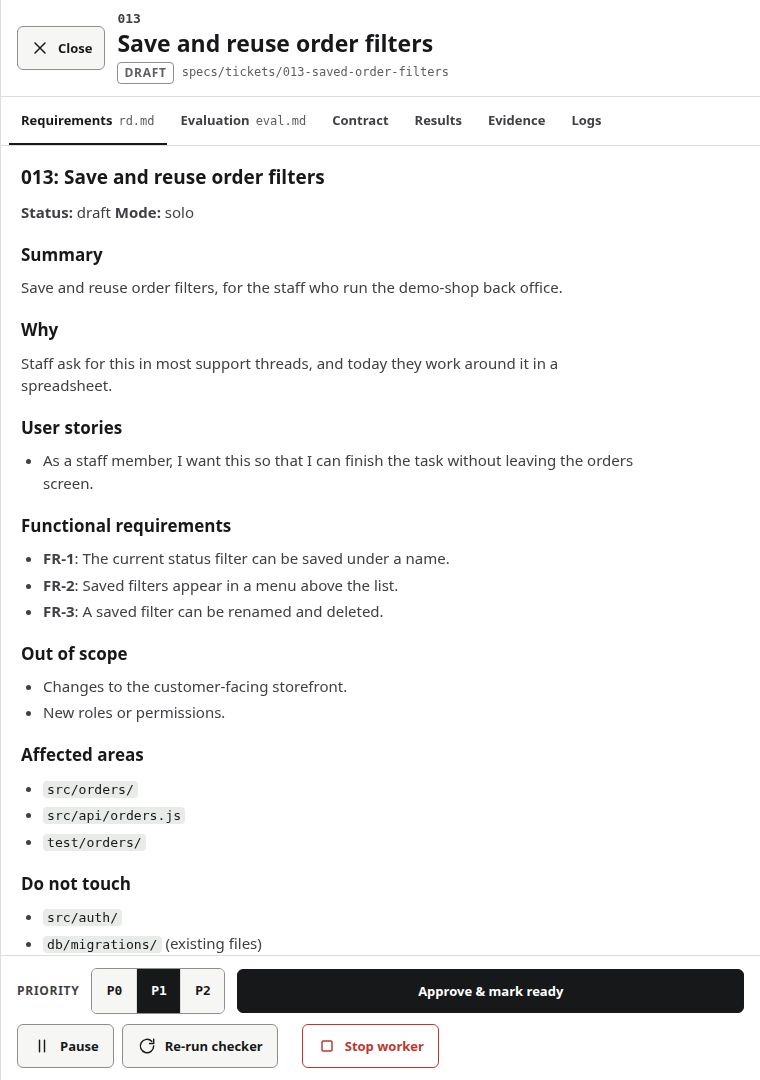 013
Close
Save and reuse order filters
DRAFT specs/tickets/013-saved-order-filters
Requirements rd.md Evaluation eval.md Contract Results Evidence Logs
013: Save and reuse order filters
Status: draft Mode: solo
Summary
Save and reuse order filters, for the staff who run the demo-shop back office.
Why
Staff ask for this in most support threads, and today they work around it in a
spreadsheet.
User stories
• As a staff member, I want this so that I can finish the task without leaving the orders
screen.
Functional requirements
• FR-1: The current status filter can be saved under a name.
• FR-2: Saved filters appear in a menu above the list.
• FR-3: A saved filter can be renamed and deleted.
Out of scope
• Changes to the customer-facing storefront.
• New roles or permissions.
Affected areas
• src/orders/
• src/api/orders.js
• test/orders/
Do not touch
• src/auth/
• db/migrations/ (existing files)
PRIORITY P0 P1 P2 Approve & mark ready
Pause Re-run checker Stop worker